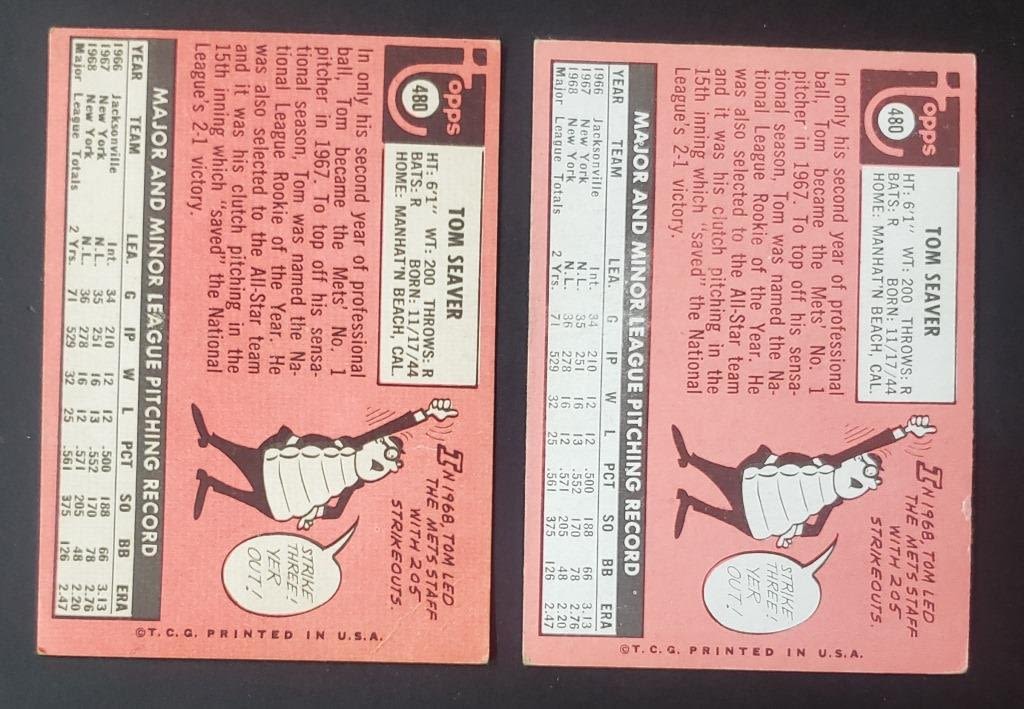 Topps
480
TOM SEAVER
HT: 6'1" WT: 200 THROWS: R
BATS: R BORN: 11/17/44
HOME: MANHAT'N BEACH, CAL.
In only his second year of professional
ball, Tom became the Mets' No. 1
pitcher in 1967. To top off his sensa-
tional season, Tom was named the Na-
tional League Rookie of the Year. He
was also selected to the All-Star team
and it was his clutch pitching in the
15th inning which "saved" the National
League's 2-1 victory.
IN 1968, TOM LED
THE METS STAFF
WITH 205
STRIKEOUTS.
STRIKE
THREE!
YER
OUT!
MAJOR AND MINOR LEAGUE PITCHING RECORD
YEAR TEAM LEA. G IP W L PCT SO BB ERA
1966 Jacksonville Int. 34 210 12 12 .500 188 66 3.13
1967 New York N.L. 35 251 16 13 .552 170 78 2.76
1968 New York N.L. 36 278 16 12 .571 205 48 2.20
Major League Totals 2 Yrs. 71 529 32 25 .561 375 126 2.47
©T.C.G. PRINTED IN U.S.A.
Topps
480
TOM SEAVER
HT: 6'1" WT: 200 THROWS: R
BATS: R BORN: 11/17/44
HOME: MANHAT'N BEACH, CAL.
In only his second year of professional
ball, Tom became the Mets' No. 1
pitcher in 1967. To top off his sensa-
tional season, Tom was named the Na-
tional League Rookie of the Year. He
was also selected to the All-Star team
and it was his clutch pitching in the
15th inning which "saved" the National
League's 2-1 victory.
IN 1968, TOM LED
THE METS STAFF
WITH 205
STRIKEOUTS.
STRIKE
THREE!
YER
OUT!
MAJOR AND MINOR LEAGUE PITCHING RECORD
YEAR TEAM LEA. G IP W L PCT SO BB ERA
1966 Jacksonville Int. 34 210 12 12 .500 188 66 3.13
1967 New York N.L. 35 251 16 13 .552 170 78 2.76
1968 New York N.L. 36 278 16 12 .571 205 48 2.20
Major League Totals 2 Yrs. 71 529 32 25 .561 375 126 2.47
©T.C.G. PRINTED IN U.S.A.